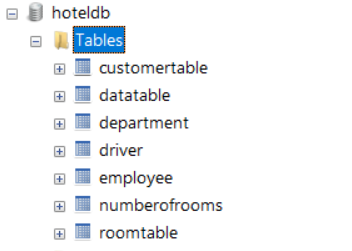 hoteldb
Tables
customertable
datatable
department
driver
employee
numberofrooms
roomtable